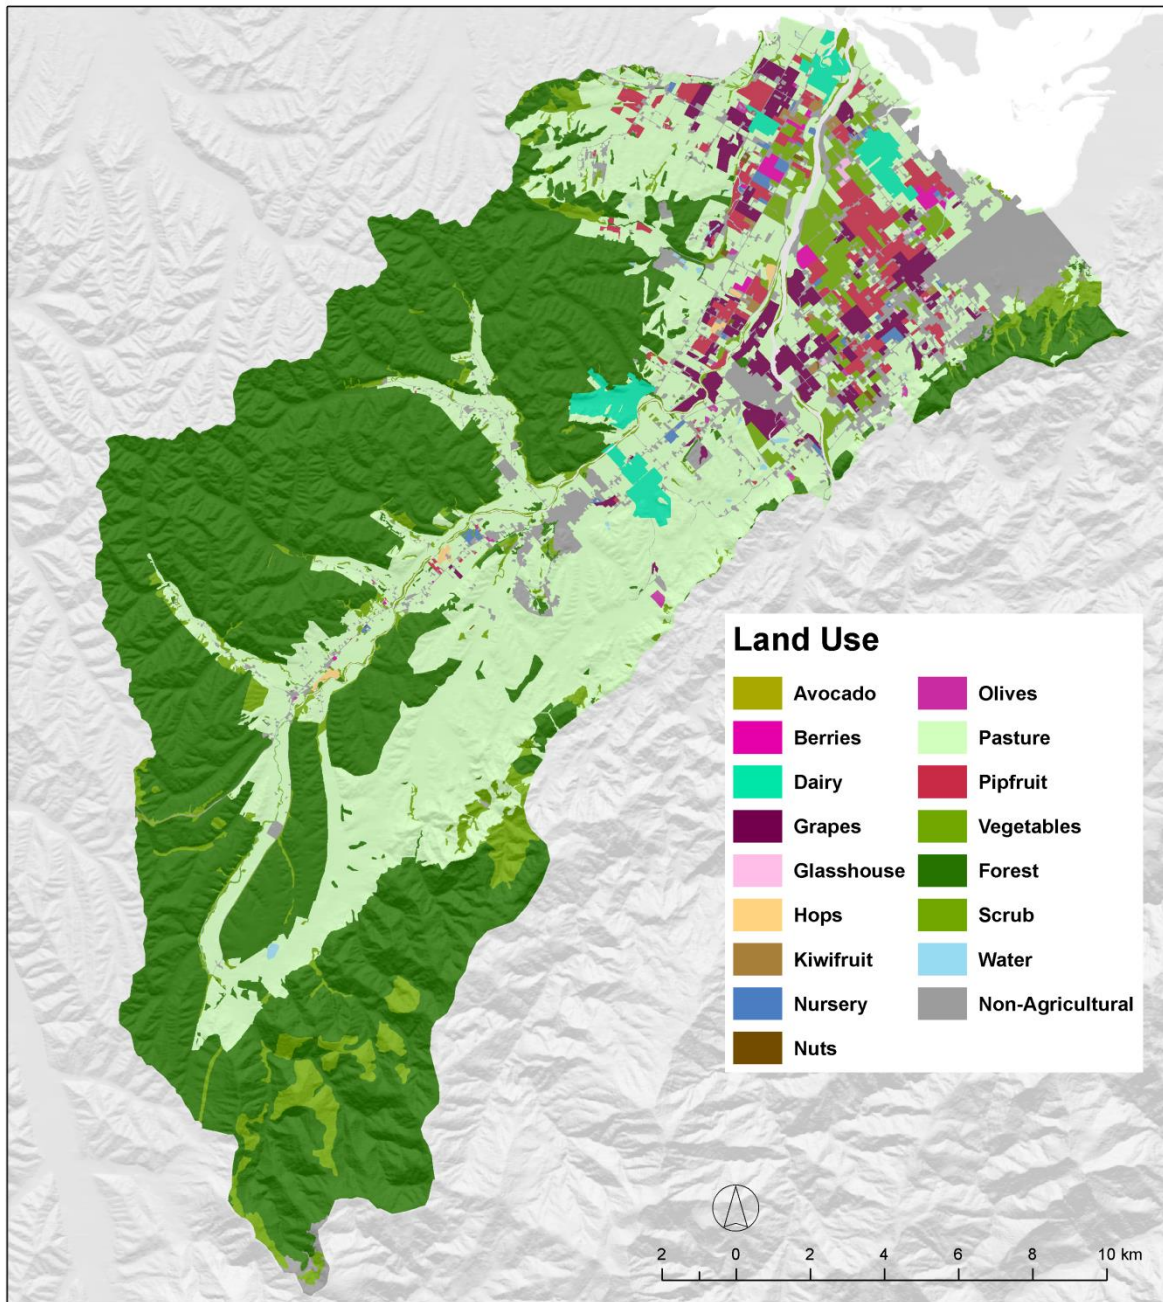 Land Use
Avocado
Berries
Dairy
Grapes
Glasshouse
Hops
Kiwifruit
Nursery
Nuts
Olives
Pasture
Pipfruit
Vegetables
Forest
Scrub
Water
Non-Agricultural
2 0 2 4 6 8 10 km